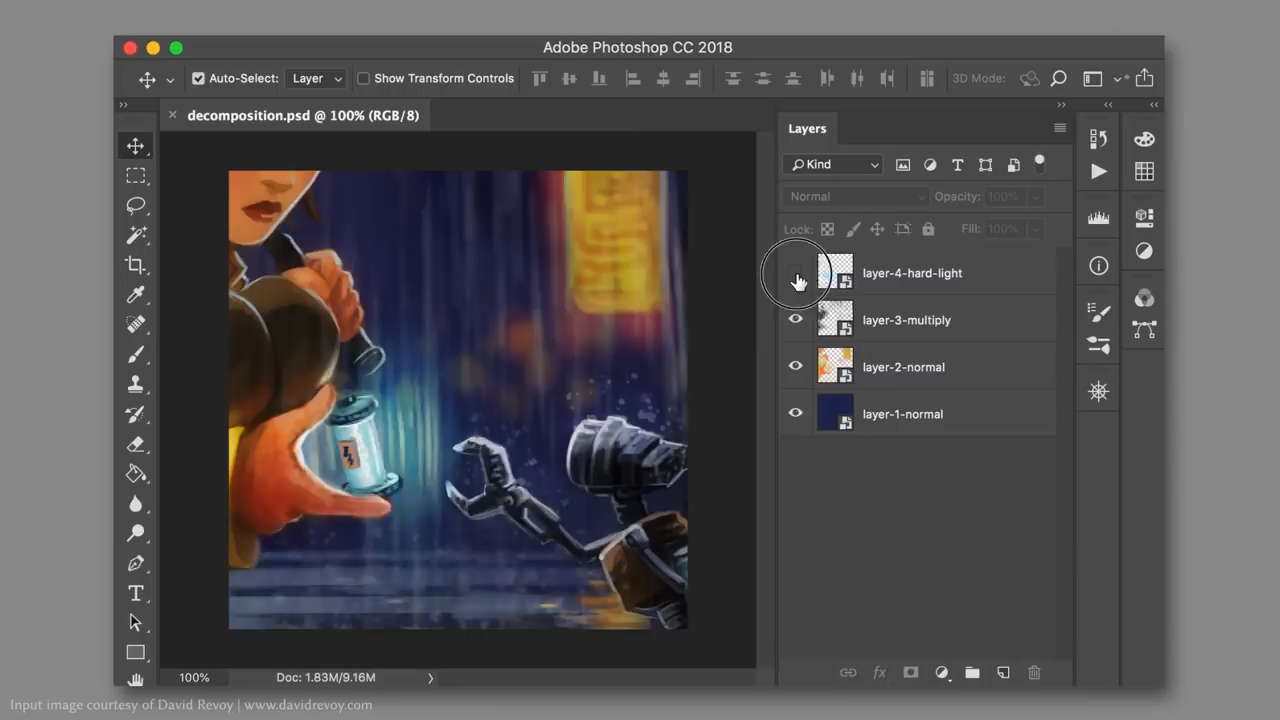 Adobe Photoshop CC 2018
Auto-Select: Layer Show Transform Controls 3D Mode:
decomposition.psd @ 100% (RGB/8)
Layers
Kind
Normal Opacity: 100%
Lock: Fill: 100%
layer-4-hard-light
layer-3-multiply
layer-2-normal
layer-1-normal
100% Doc: 1.83M/9.16M
Input image courtesy of David Revoy | www.davidrevoy.com